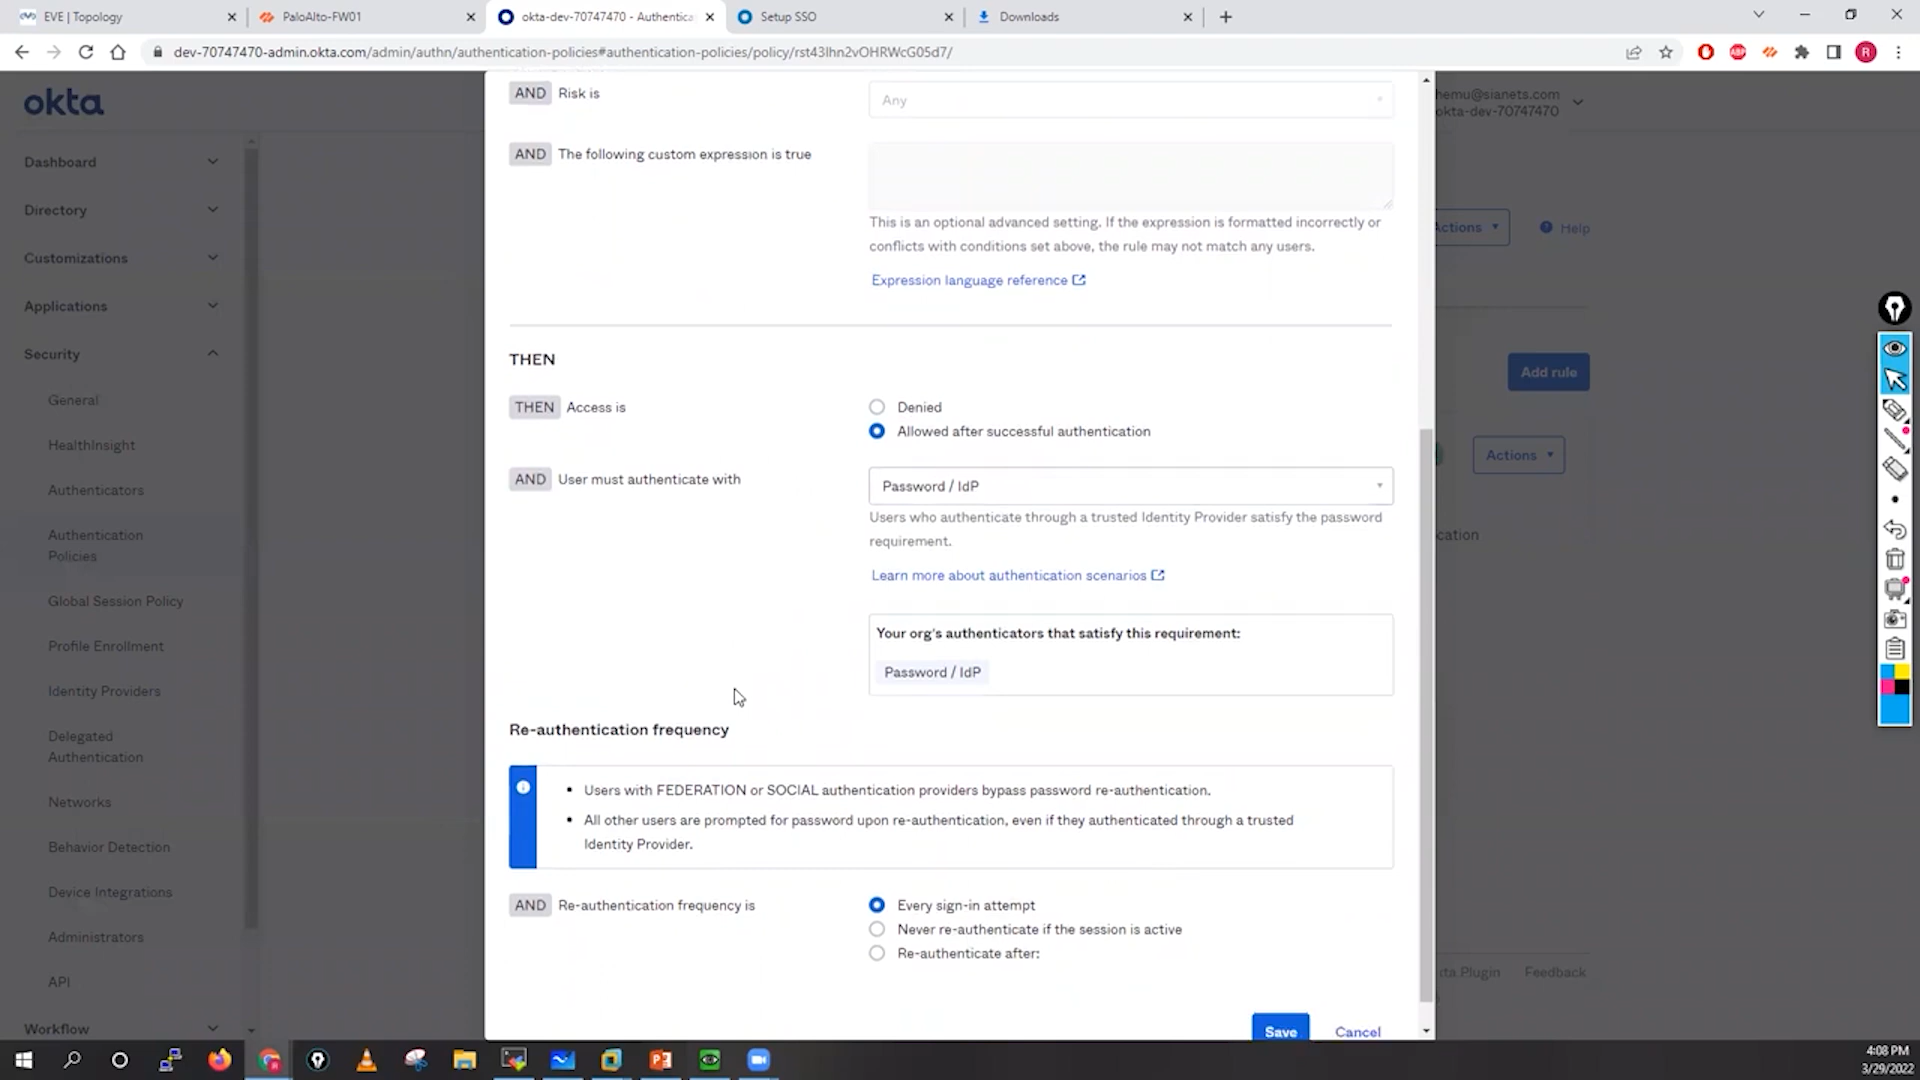 EVE | Topology
PaloAlto-FW01
okta-dev-70747470 - Authentica
Setup SSO
Downloads
dev-70747470-admin.okta.com/admin/authn/authentication-policies#authentication-policies/policy/rst43lhn2vOHRWcG05d7/
ABP
R
okta
hemu@sianets.com
okta-dev-70747470
Dashboard
Directory
Customizations
Applications
Security
General
HealthInsight
Authenticators
Authentication
Policies
Global Session Policy
Profile Enrollment
Identity Providers
Delegated
Authentication
Networks
Behavior Detection
Device Integrations
Administrators
API
Workflow
AND Risk is
Any
AND The following custom expression is true
This is an optional advanced setting. If the expression is formatted incorrectly or
conflicts with conditions set above, the rule may not match any users.
Expression language reference
THEN
THEN Access is
Denied
Allowed after successful authentication
AND User must authenticate with
Password / IdP
Users who authenticate through a trusted Identity Provider satisfy the password
requirement.
Learn more about authentication scenarios
Your org's authenticators that satisfy this requirement:
Password / IdP
Re-authentication frequency
Users with FEDERATION or SOCIAL authentication providers bypass password re-authentication.
All other users are prompted for password upon re-authentication, even if they authenticated through a trusted
Identity Provider.
AND Re-authentication frequency is
Every sign-in attempt
Never re-authenticate if the session is active
Re-authenticate after:
Save
Cancel
Actions
Help
Add rule
Actions
cation
rta Plugin
Feedback
4:08 PM
3/29/2022